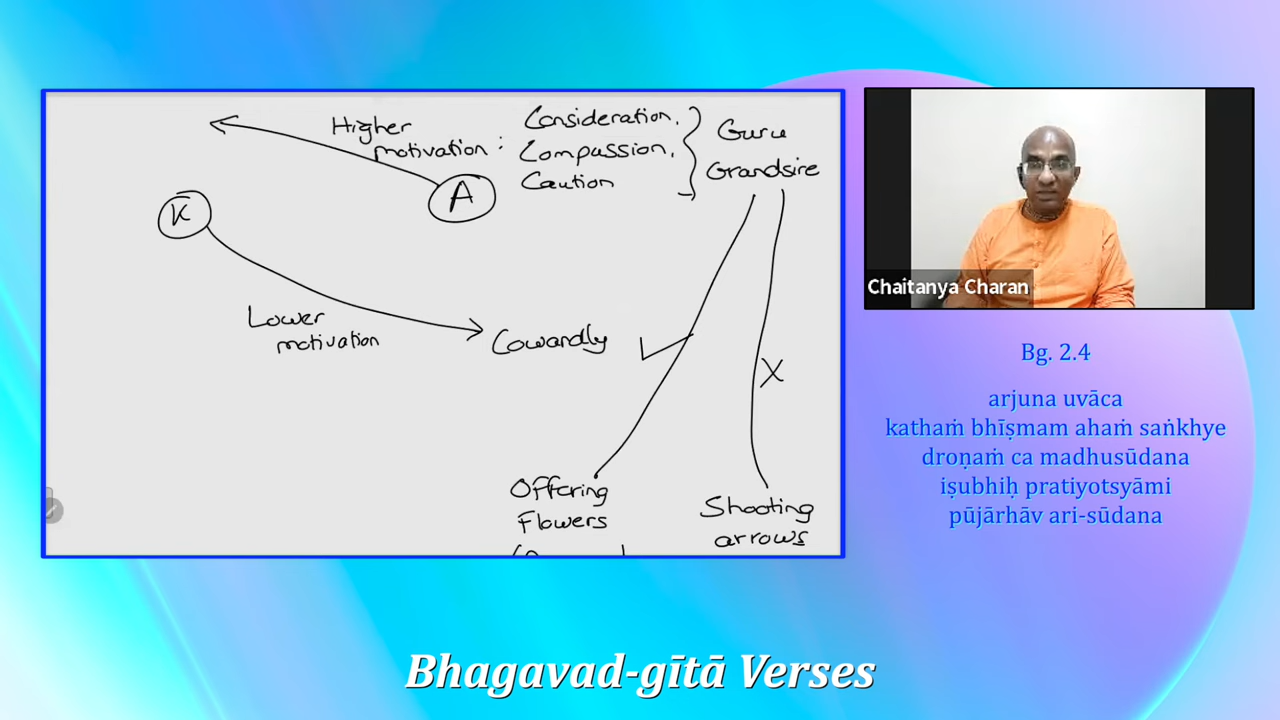 Higher
motivation :
Consideration,
Compassion,
Caution
Guru
Grandsire
K
A
Lower
motivation
Cowardly
Offering
Flowers
Shooting
arrows
X
Chaitanya Charan
Bg. 2.4
arjuna uvāca
kathaṁ bhīṣmam ahaṁ saṅkhye
droṇaṁ ca madhusūdana
iṣubhiḥ pratiyotsyāmi
pūjārhāv ari-sūdana
Bhagavad-gītā Verses